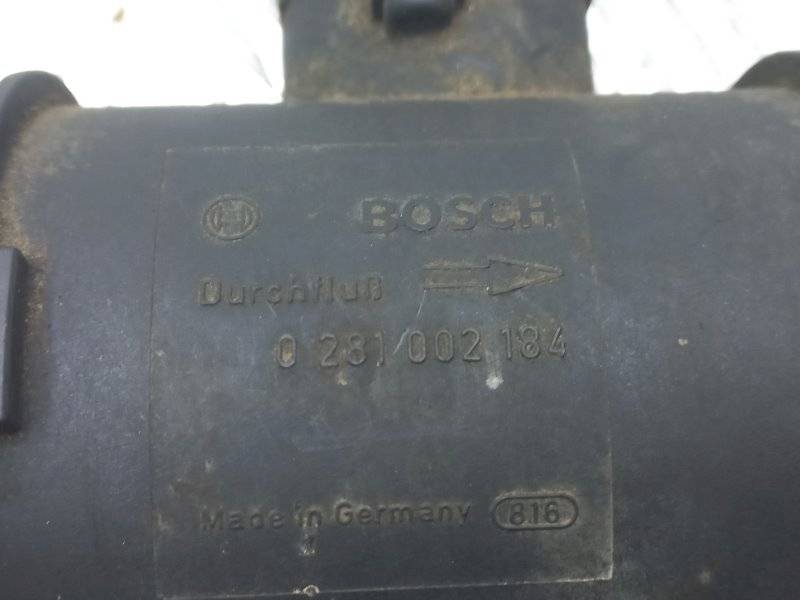 BOSCH
Durchfluß
0 281 002 184
Made in Germany 816